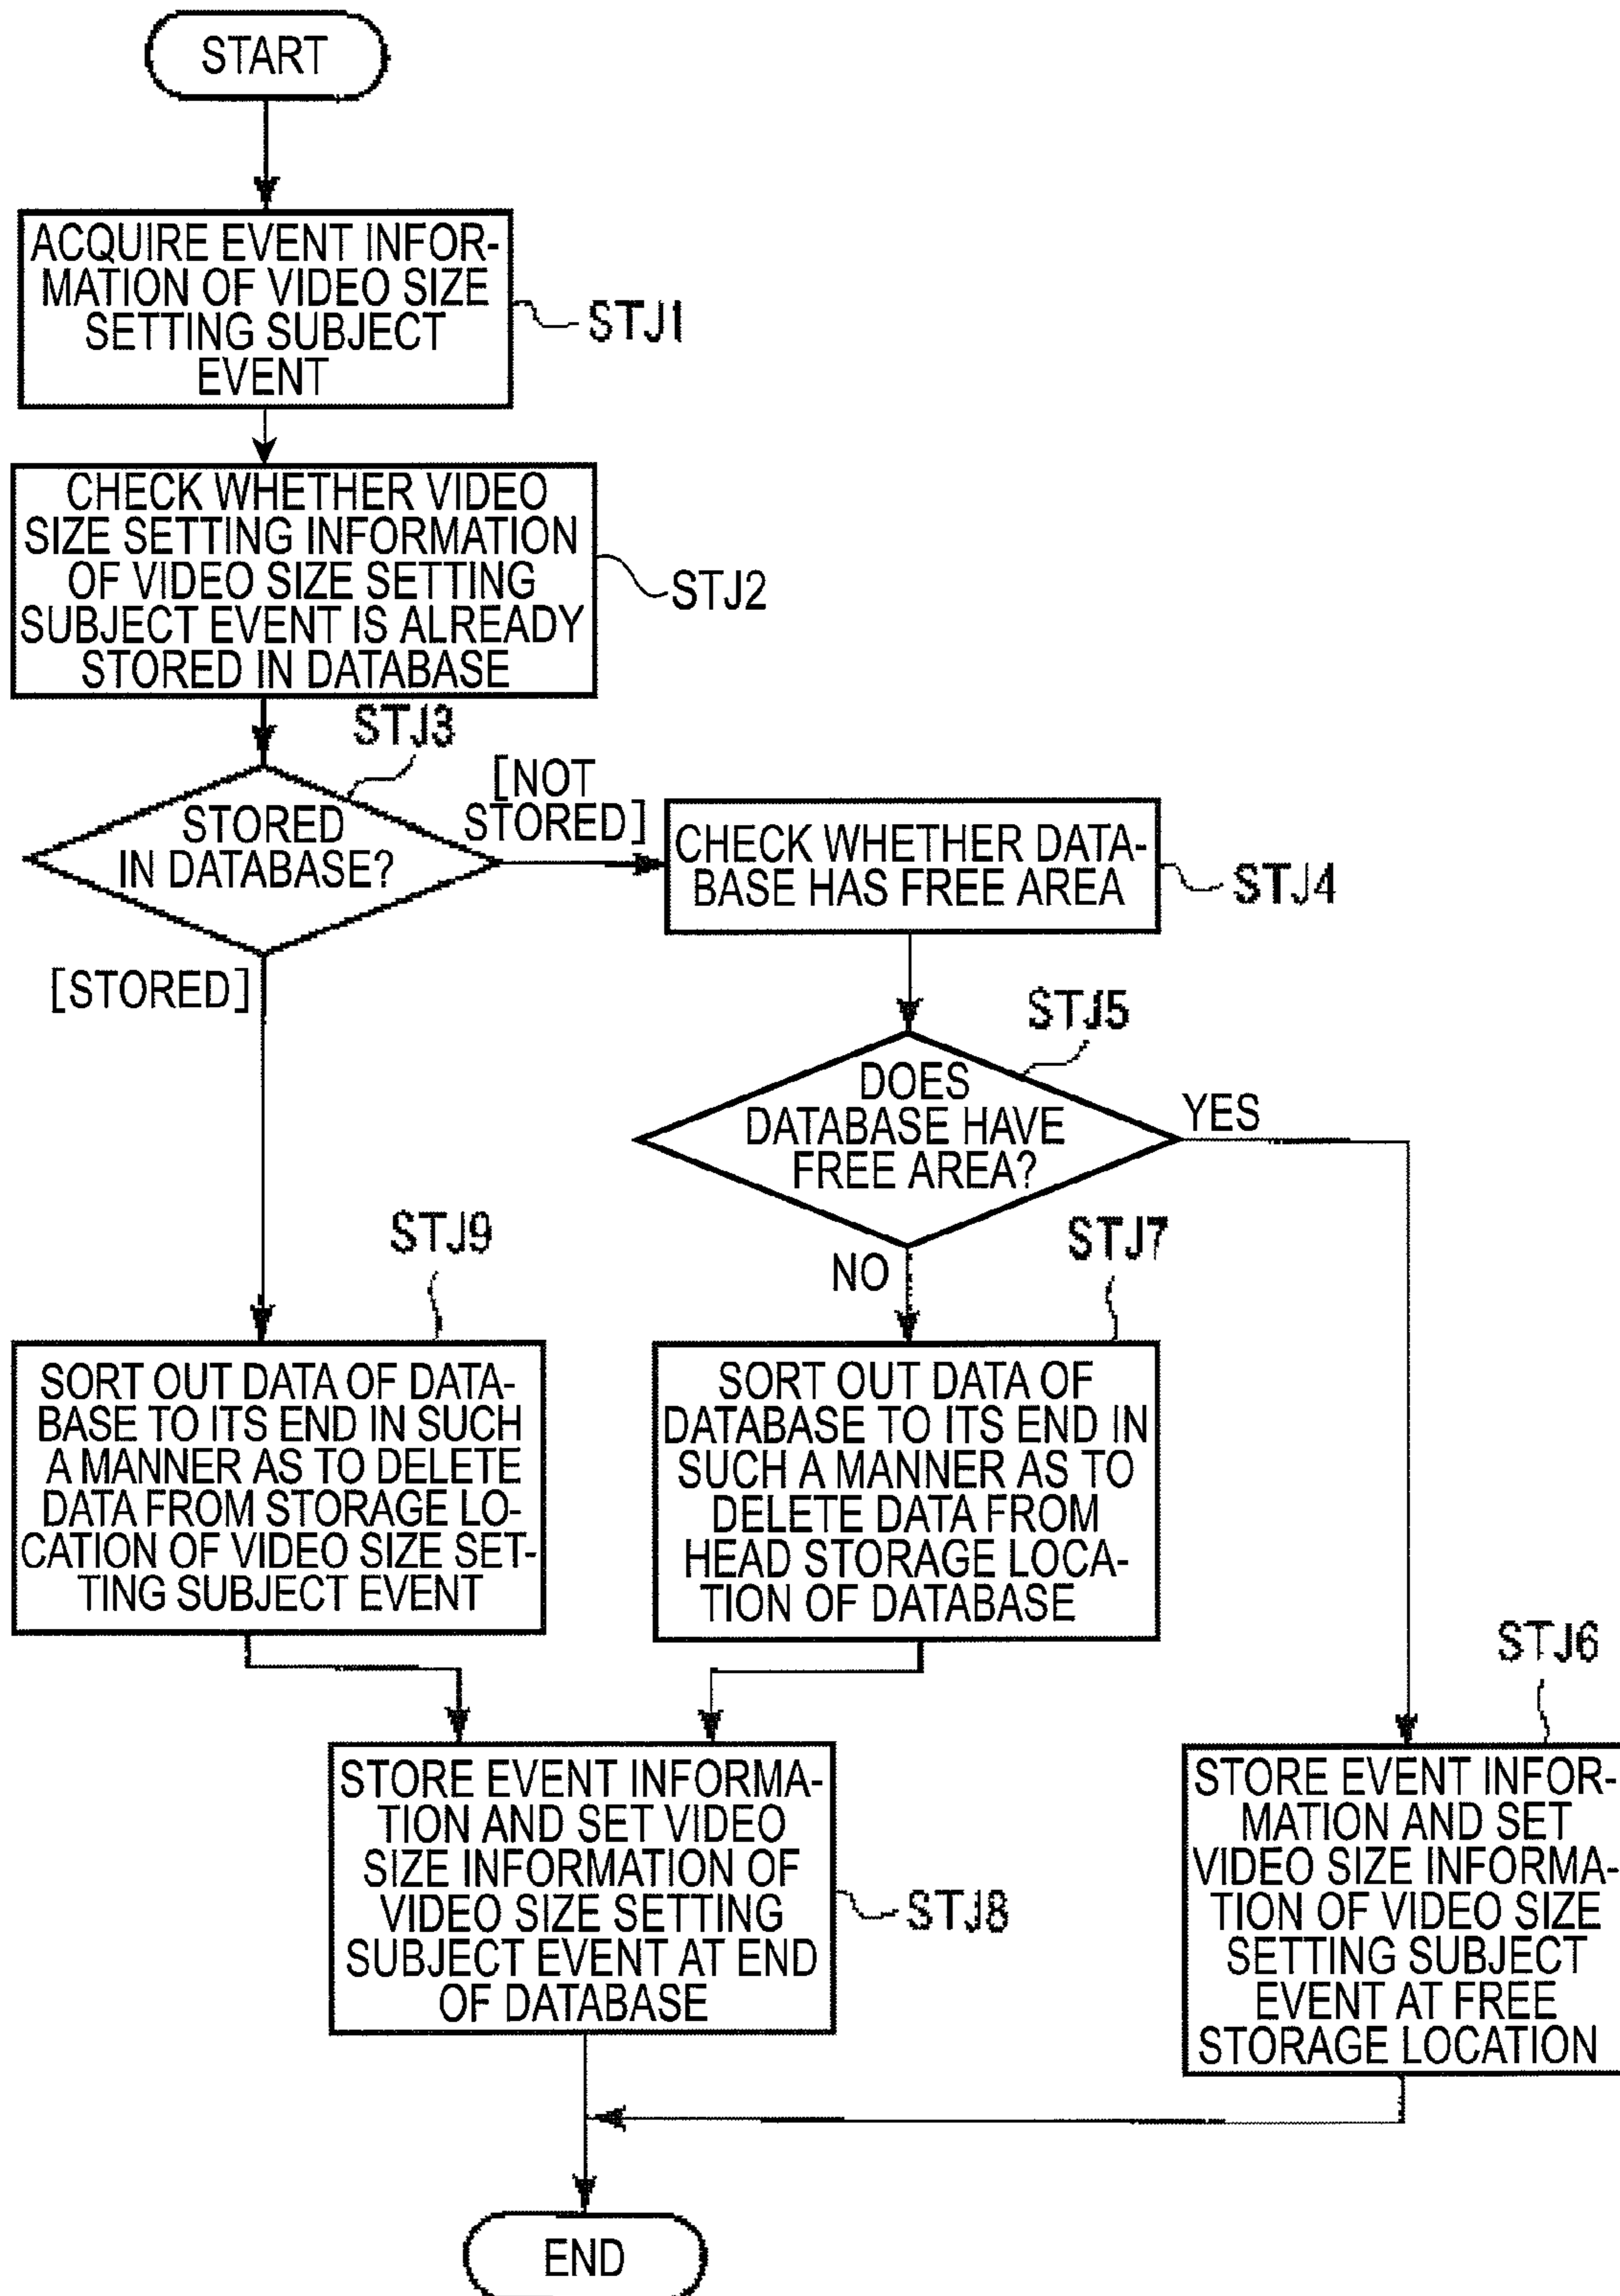 START
ACQUIRE EVENT INFOR-
MATION OF VIDEO SIZE
SETTING SUBJECT
EVENT
STJ1
CHECK WHETHER VIDEO
SIZE SETTING INFORMATION
OF VIDEO SIZE SETTING
SUBJECT EVENT IS ALREADY
STORED IN DATABASE
STJ2
STJ3
STORED
IN DATABASE?
[NOT
STORED]
[STORED]
CHECK WHETHER DATA-
BASE HAS FREE AREA
STJ4
STJ5
DOES
DATABASE HAVE
FREE AREA?
YES
NO
STJ9
SORT OUT DATA OF DATA-
BASE TO ITS END IN SUCH
A MANNER AS TO DELETE
DATA FROM STORAGE LO-
CATION OF VIDEO SIZE SET-
TING SUBJECT EVENT
STJ7
SORT OUT DATA OF
DATABASE TO ITS END IN
SUCH A MANNER AS TO
DELETE DATA FROM
HEAD STORAGE LOCA-
TION OF DATABASE
STJ6
STORE EVENT INFOR-
MATION AND SET
VIDEO SIZE INFORMA-
TION OF VIDEO SIZE
SETTING SUBJECT
EVENT AT FREE
STORAGE LOCATION
STORE EVENT INFORMA-
TION AND SET VIDEO
SIZE INFORMATION OF
VIDEO SIZE SETTING
SUBJECT EVENT AT END
OF DATABASE
STJ8
END